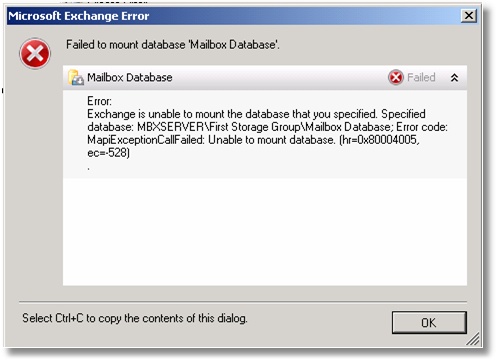 Microsoft Exchange Error
Failed to mount database 'Mailbox Database'.
Mailbox Database
Failed
Error:
Exchange is unable to mount the database that you specified. Specified
database: MBXSERVER\First Storage Group\Mailbox Database; Error code:
MapiExceptionCallFailed: Unable to mount database. (hr=0x80004005,
ec=-528)
.
Select Ctrl+C to copy the contents of this dialog.
OK